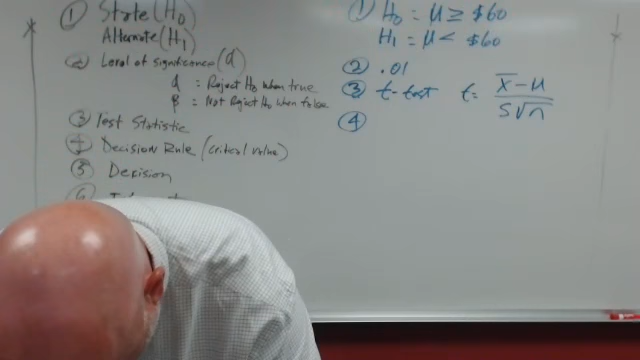 ① State (H₀)
Alternate (H₁)
② Level of significance (α)
α = Reject H₀ when true
β = Not Reject H₀ when false
③ Test Statistic
④ Decision Rule (critical value)
⑤ Decision
⑥
① H₀ = μ ≥ $60
H₁ = μ < $60
② .01
③ t-test t = x̄ - μ
s√n
④